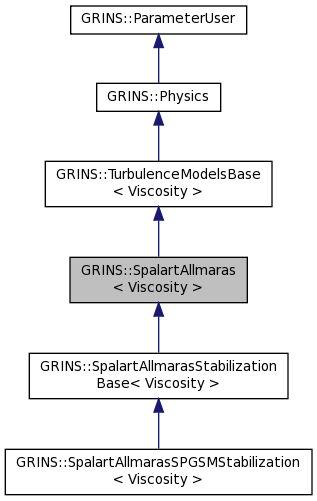 GRINS::ParameterUser
GRINS::Physics
GRINS::TurbulenceModelsBase
< Viscosity >
GRINS::SpalartAllmaras
< Viscosity >
GRINS::SpalartAllmarasStabilization
Base< Viscosity >
GRINS::SpalartAllmarasSPGSMStabilization
< Viscosity >